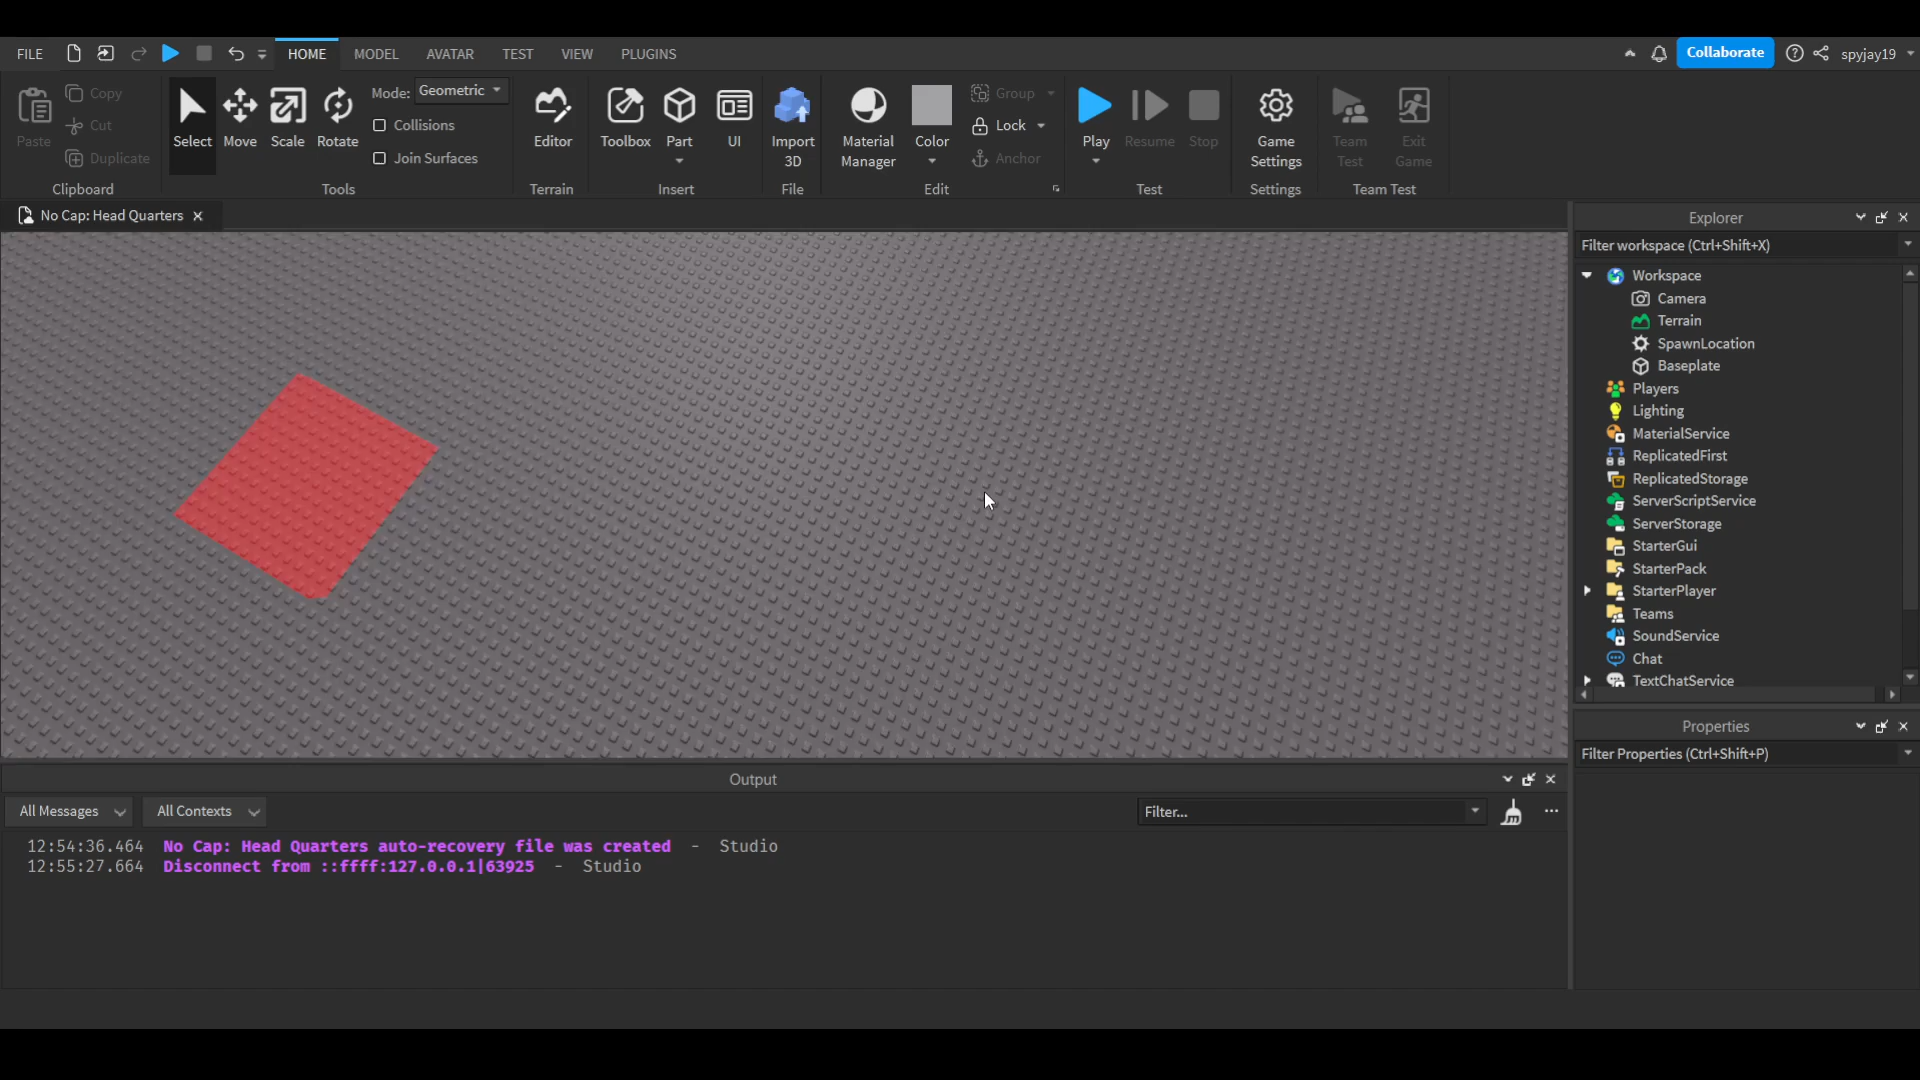 FILE HOME MODEL AVATAR TEST VIEW PLUGINS Collaborate spyjay19
Paste Copy Cut Duplicate Clipboard
Select Move Scale Rotate Mode: Geometric Collisions Join Surfaces Tools
Editor Terrain
Toolbox Part UI Insert
Import 3D File
Material Manager Color Group Lock Anchor Edit
Play Resume Stop Test
Game Settings Settings
Team Test Exit Game Team Test
No Cap: Head Quarters
Explorer
Filter workspace (Ctrl+Shift+X)
Workspace
Camera
Terrain
SpawnLocation
Baseplate
Players
Lighting
MaterialService
ReplicatedFirst
ReplicatedStorage
ServerScriptService
ServerStorage
StarterGui
StarterPack
StarterPlayer
Teams
SoundService
Chat
TextChatService
Properties
Filter Properties (Ctrl+Shift+P)
Output
All Messages All Contexts Filter...
12:54:36.464 No Cap: Head Quarters auto-recovery file was created - Studio
12:55:27.664 Disconnect from ::ffff:127.0.0.1|63925 - Studio